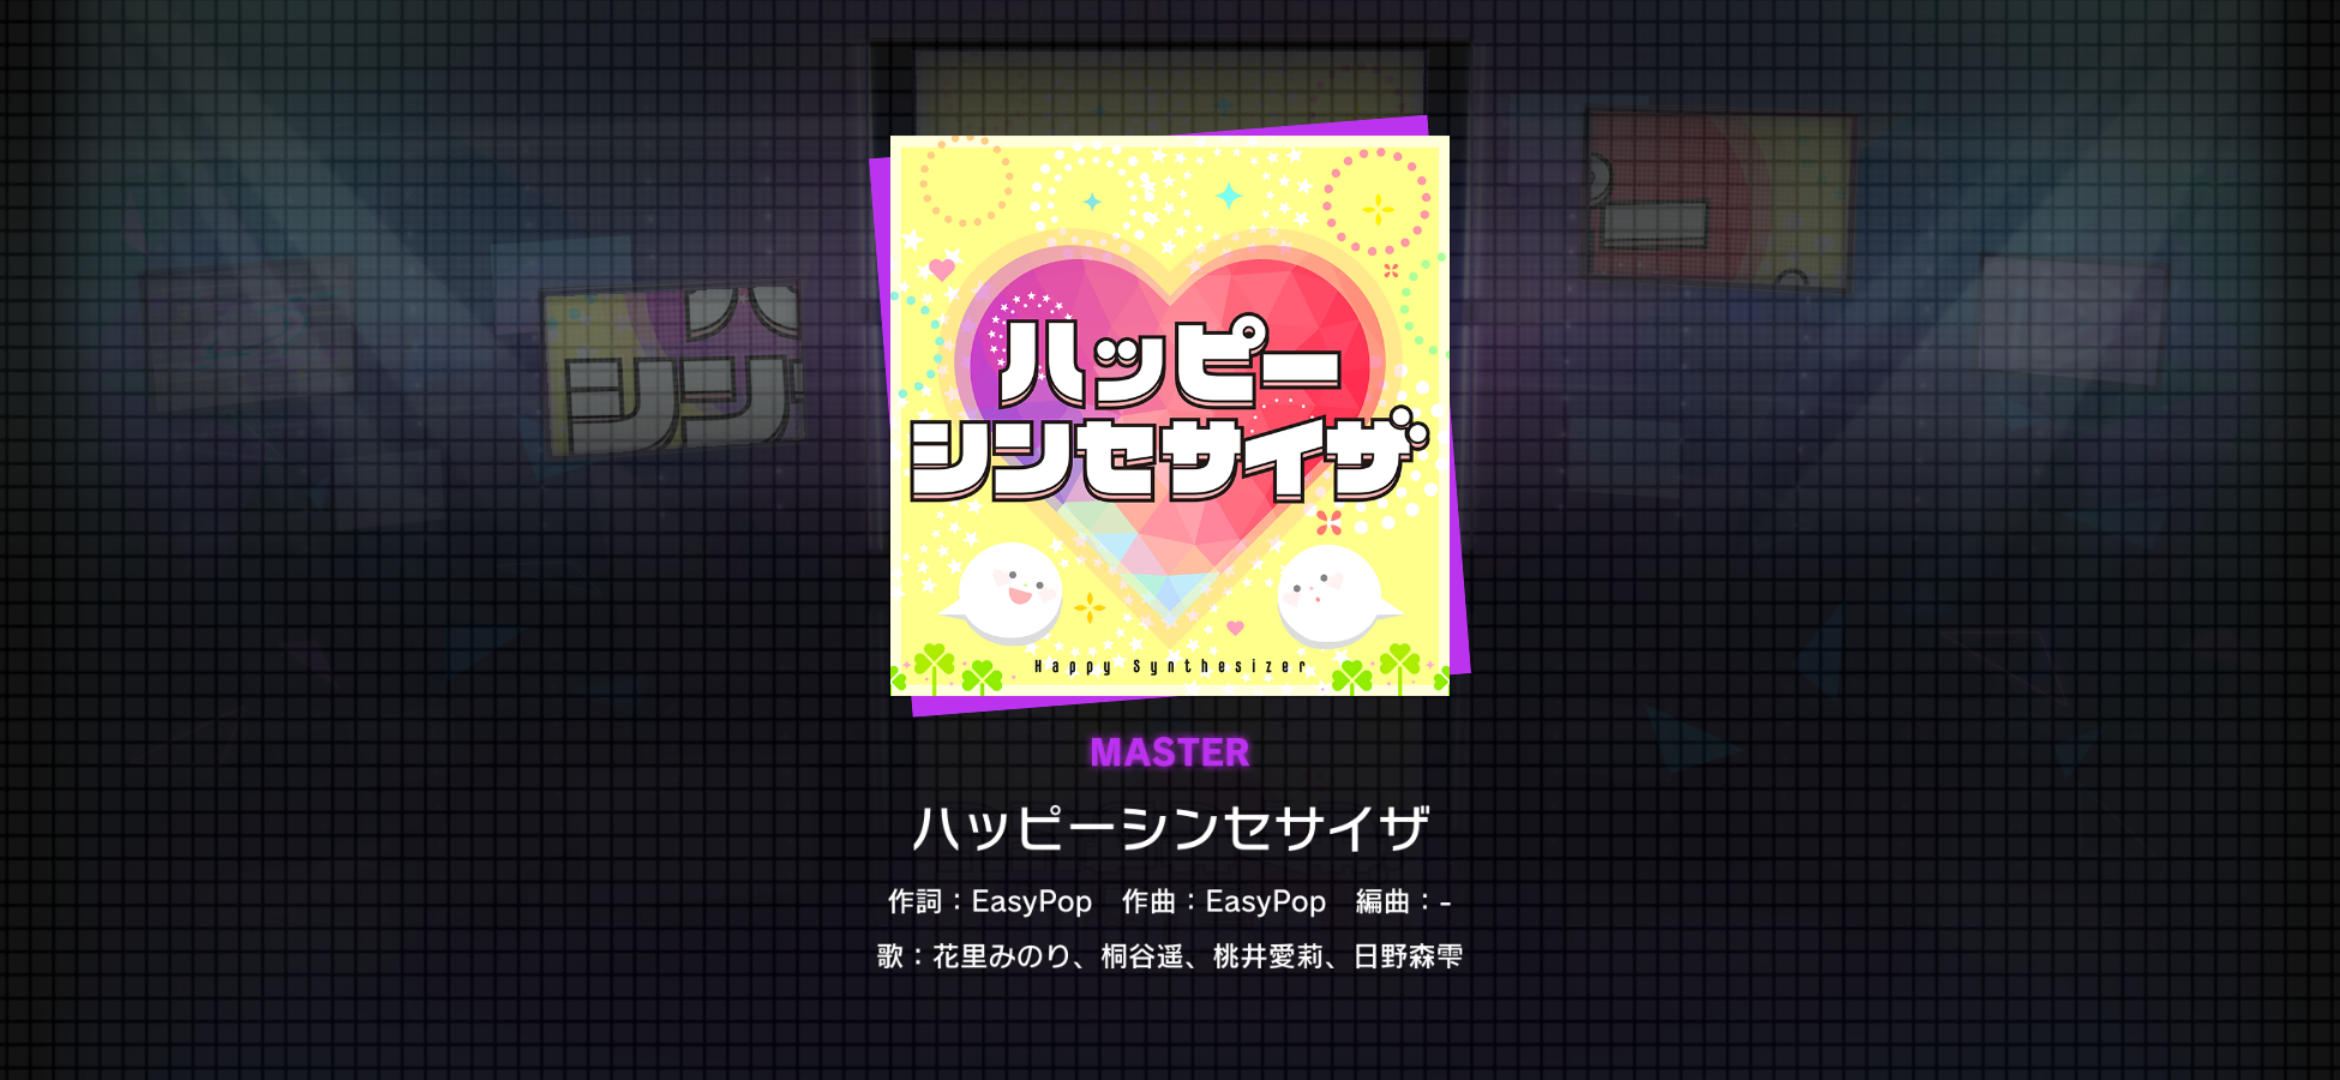 ハッピー
シンセサイザ
Happy Synthesizer
MASTER
ハッピーシンセサイザ
作詞：EasyPop　作曲：EasyPop　編曲：-
歌：花里みのり、桐谷遥、桃井愛莉、日野森雫